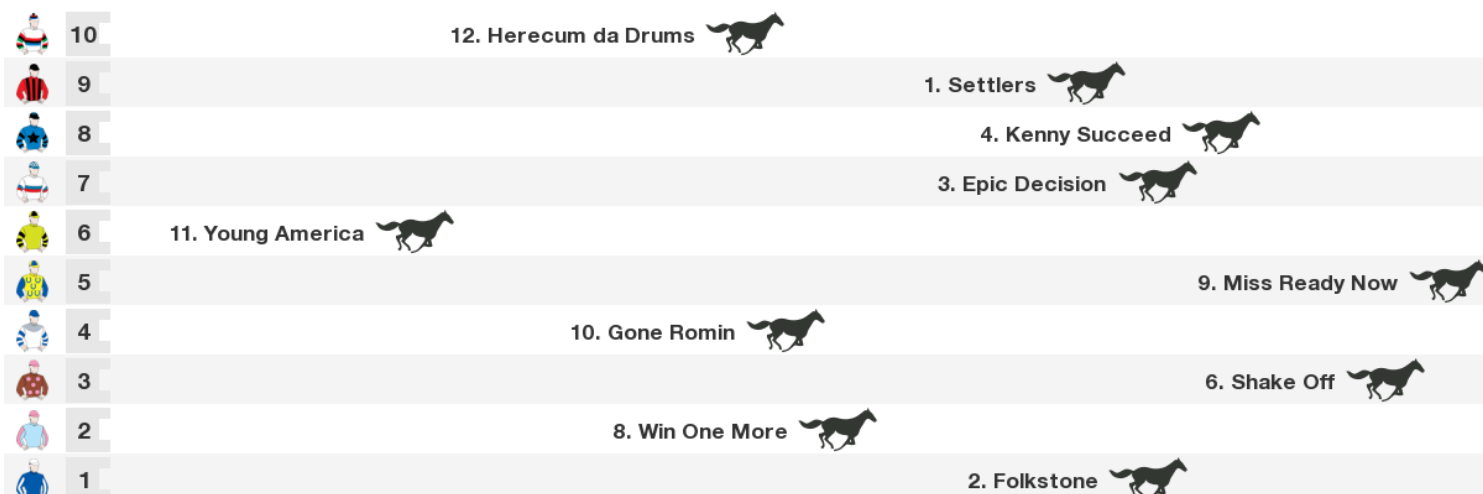 10 12. Herecum da Drums
9 1. Settlers
8 4. Kenny Succeed
7 3. Epic Decision
6 11. Young America
5 9. Miss Ready Now
4 10. Gone Romin
3 6. Shake Off
2 8. Win One More
1 2. Folkstone